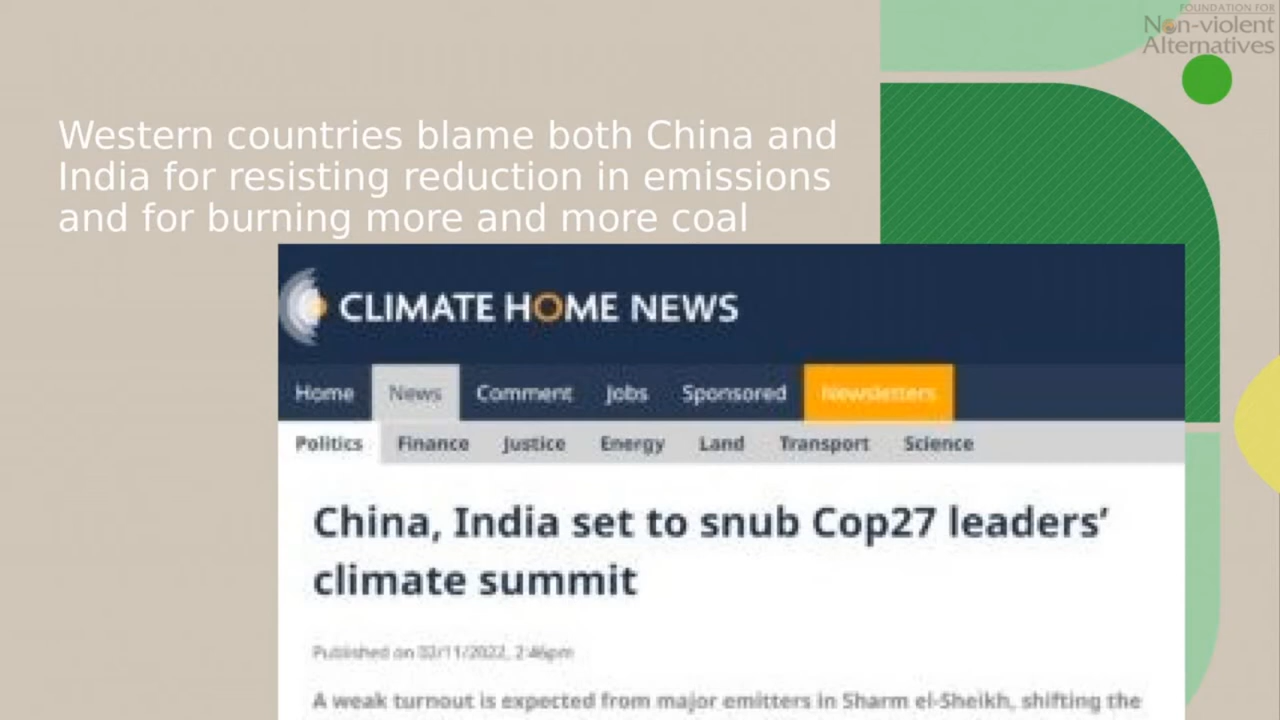 FOUNDATION FOR
Non-violent
Alternatives
Western countries blame both China and
India for resisting reduction in emissions
and for burning more and more coal
CLIMATE HOME NEWS
Home News Comment Jobs Sponsored Newsletters
Politics Finance Justice Energy Land Transport Science
China, India set to snub Cop27 leaders’
climate summit
Published on 02/11/2022, 2:46pm
A weak turnout is expected from major emitters in Sharm el-Sheikh, shifting the